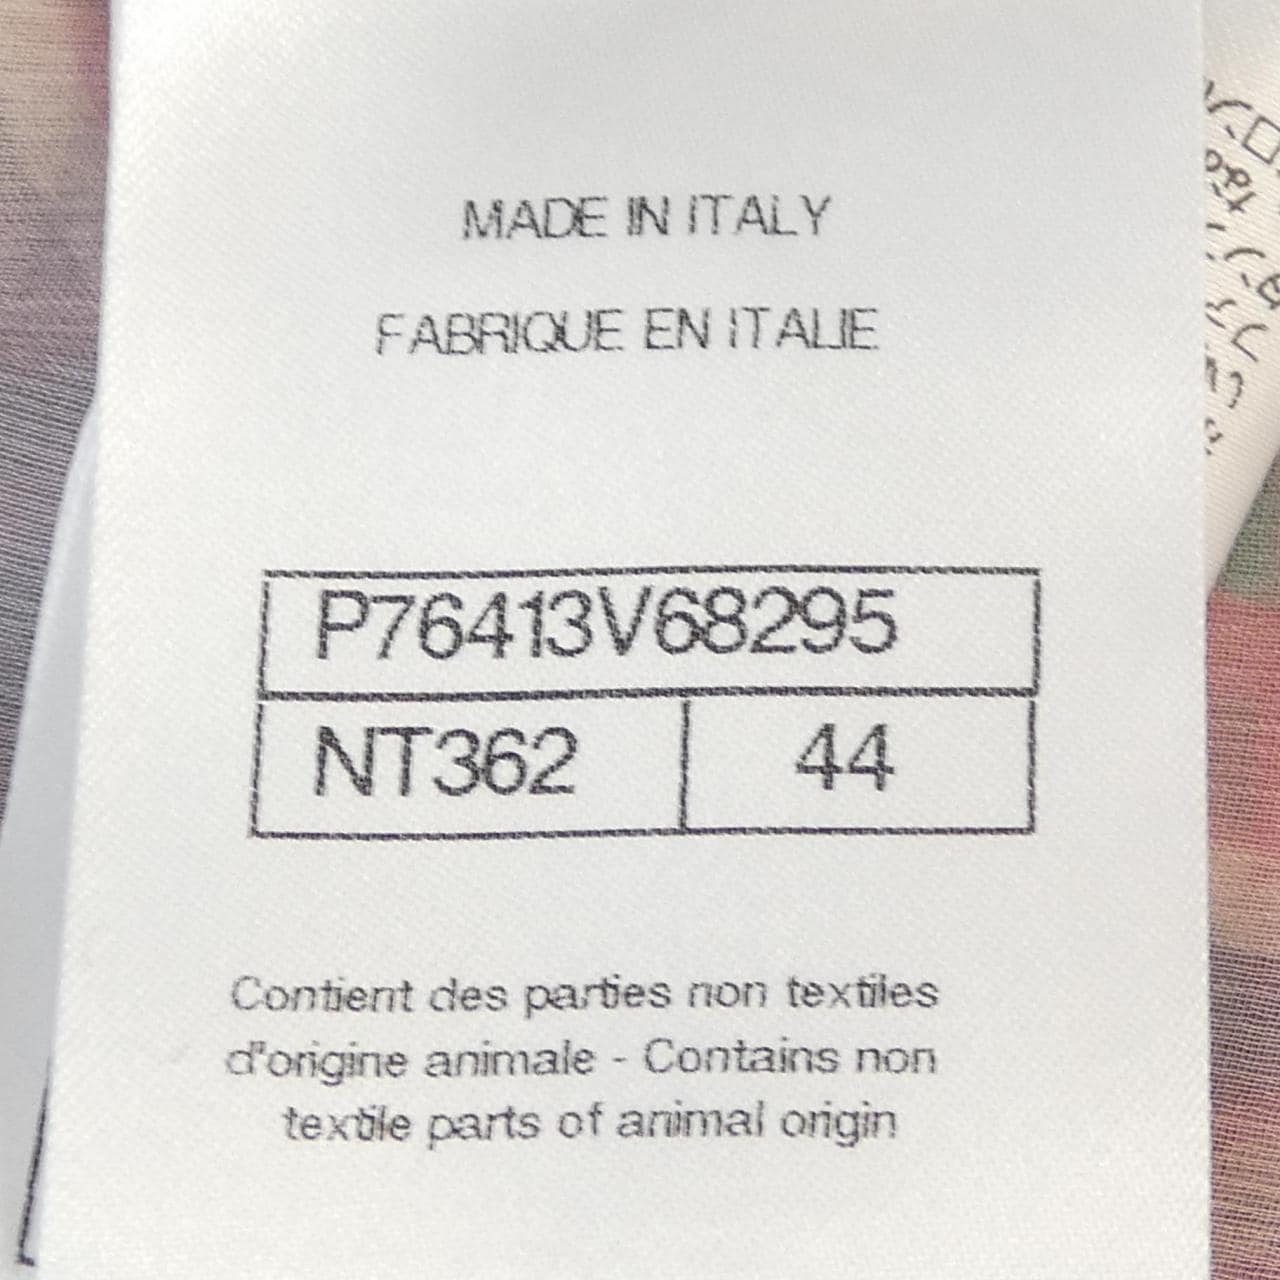 MADE IN ITALY
FABRIQUE EN ITALIE
P76413V68295
NT362 44
Contient des parties non textiles
d'origine animale - Contains non
textile parts of animal origin